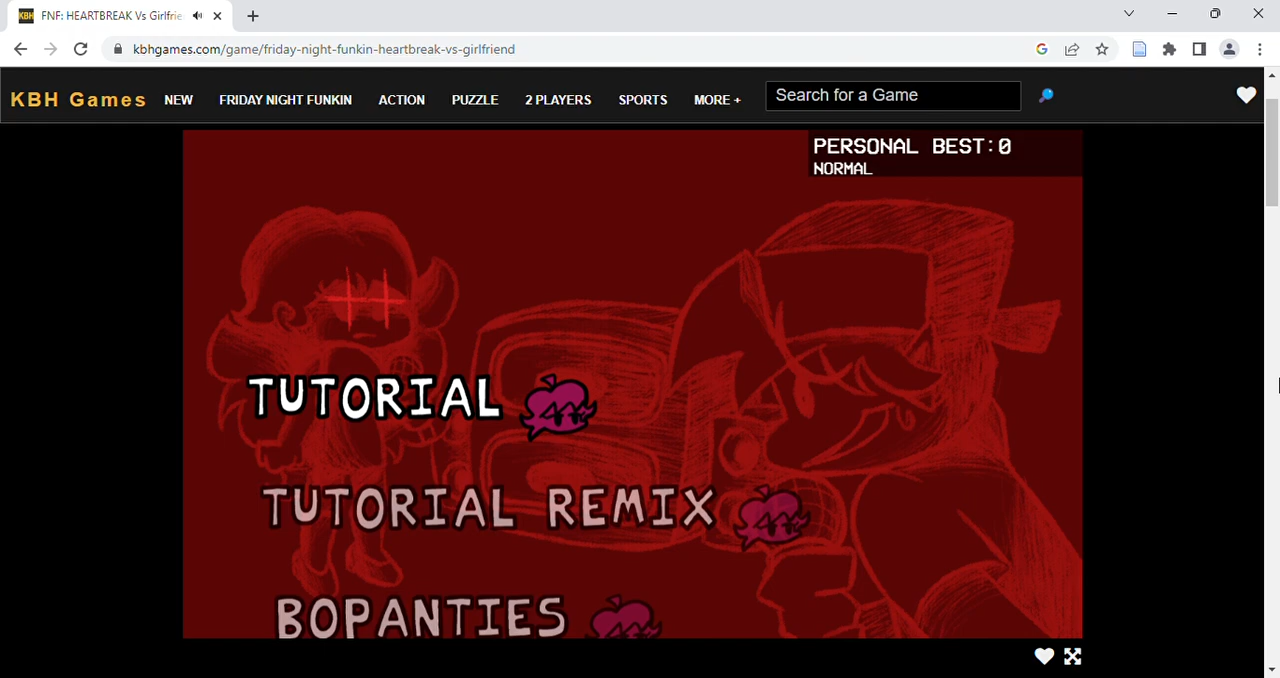 KBH FNF: HEARTBREAK Vs Girlfrie
kbhgames.com/game/friday-night-funkin-heartbreak-vs-girlfriend
KBH Games NEW FRIDAY NIGHT FUNKIN ACTION PUZZLE 2 PLAYERS SPORTS MORE + Search for a Game
PERSONAL BEST:0
NORMAL
TUTORIAL
TUTORIAL REMIX
BOPANTIES